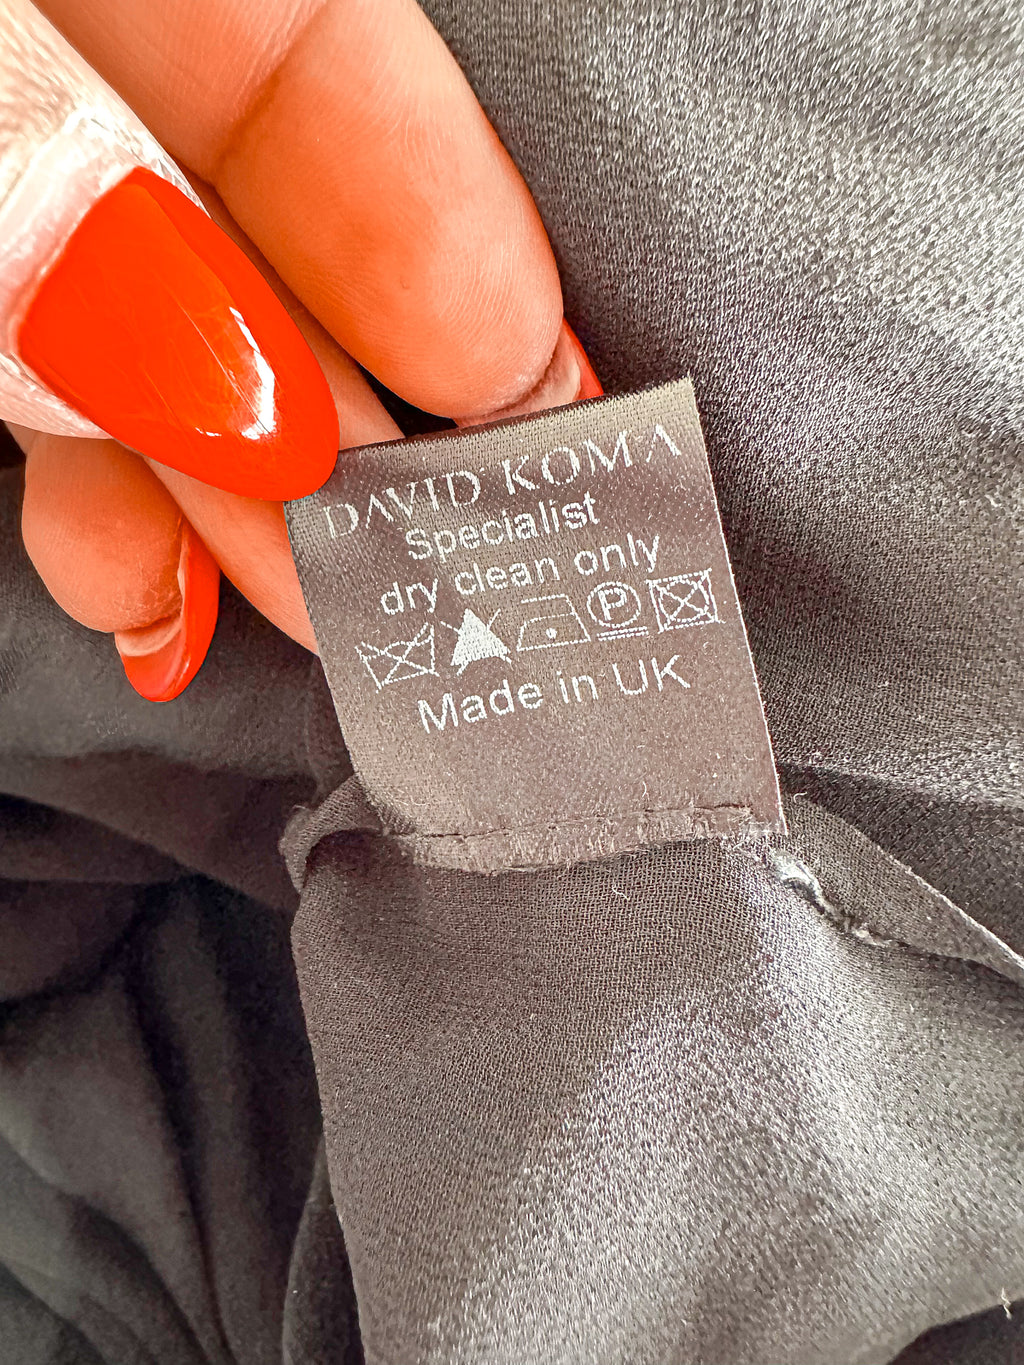 DAVID KOMA
Specialist
dry clean only
P
Made in UK